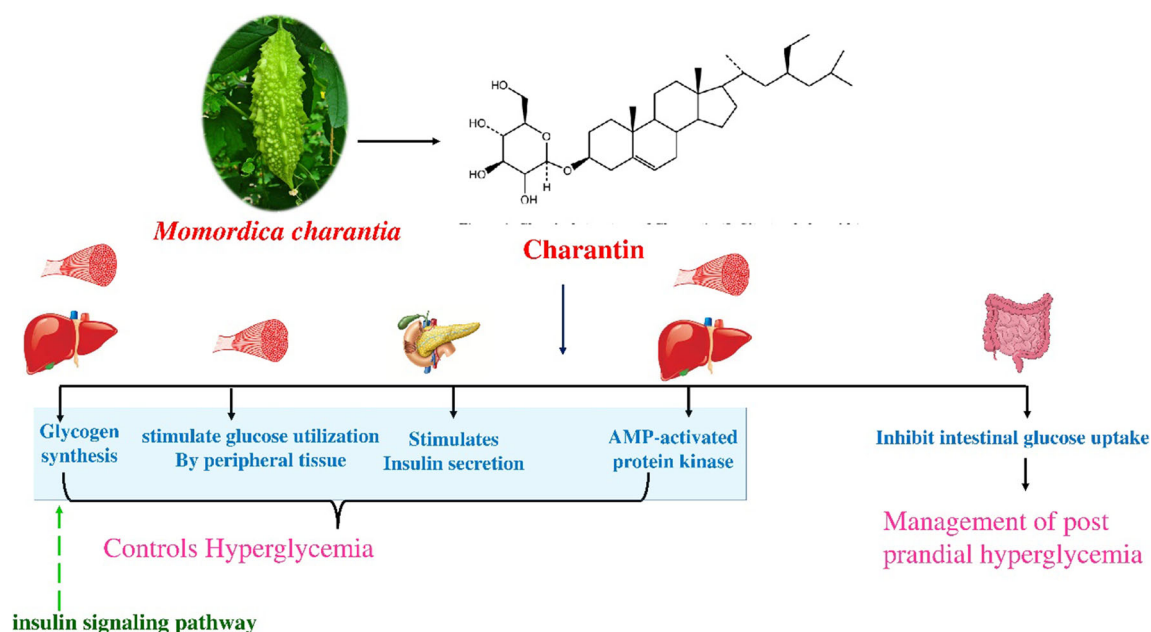 HO
HO
O
HO
OH
H
O
Momordica charantia
Charantin
Glycogen
synthesis
stimulate glucose utilization
By peripheral tissue
Stimulates
Insulin secretion
AMP-activated
protein kinase
Inhibit intestinal glucose uptake
Controls Hyperglycemia
Management of post
prandial hyperglycemia
insulin signaling pathway